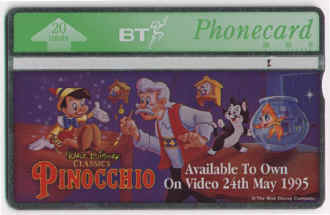 20
UNITS
BT
Phonecard
WALT DISNEY
CLASSICS
PINOCCHIO
Available To Own
On Video 24th May 1995
© The Walt Disney Company